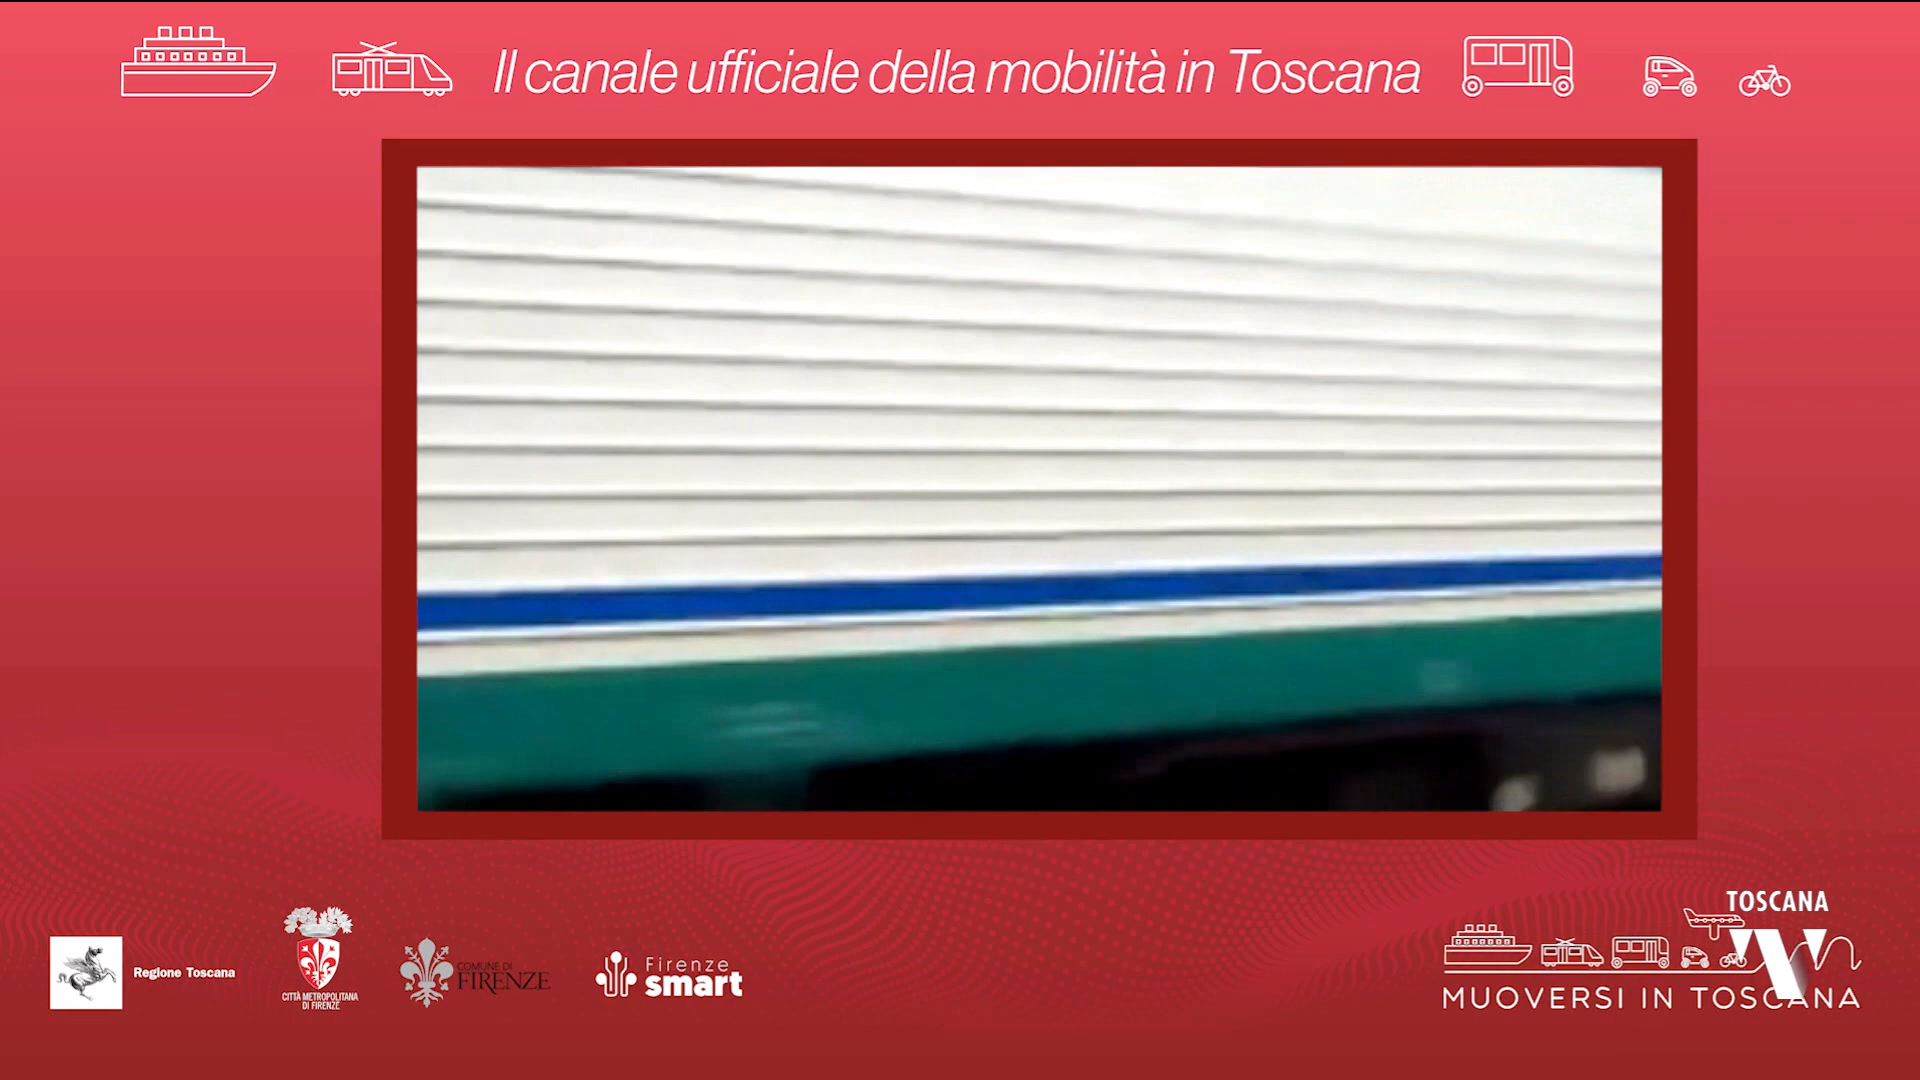 Il canale ufficiale della mobilità in Toscana
TOSCANA
Regione Toscana
CITTÀ METROPOLITANA
DI FIRENZE
COMUNE DI
FIRENZE
Firenze
smart
MUOVERSI IN TOSCANA